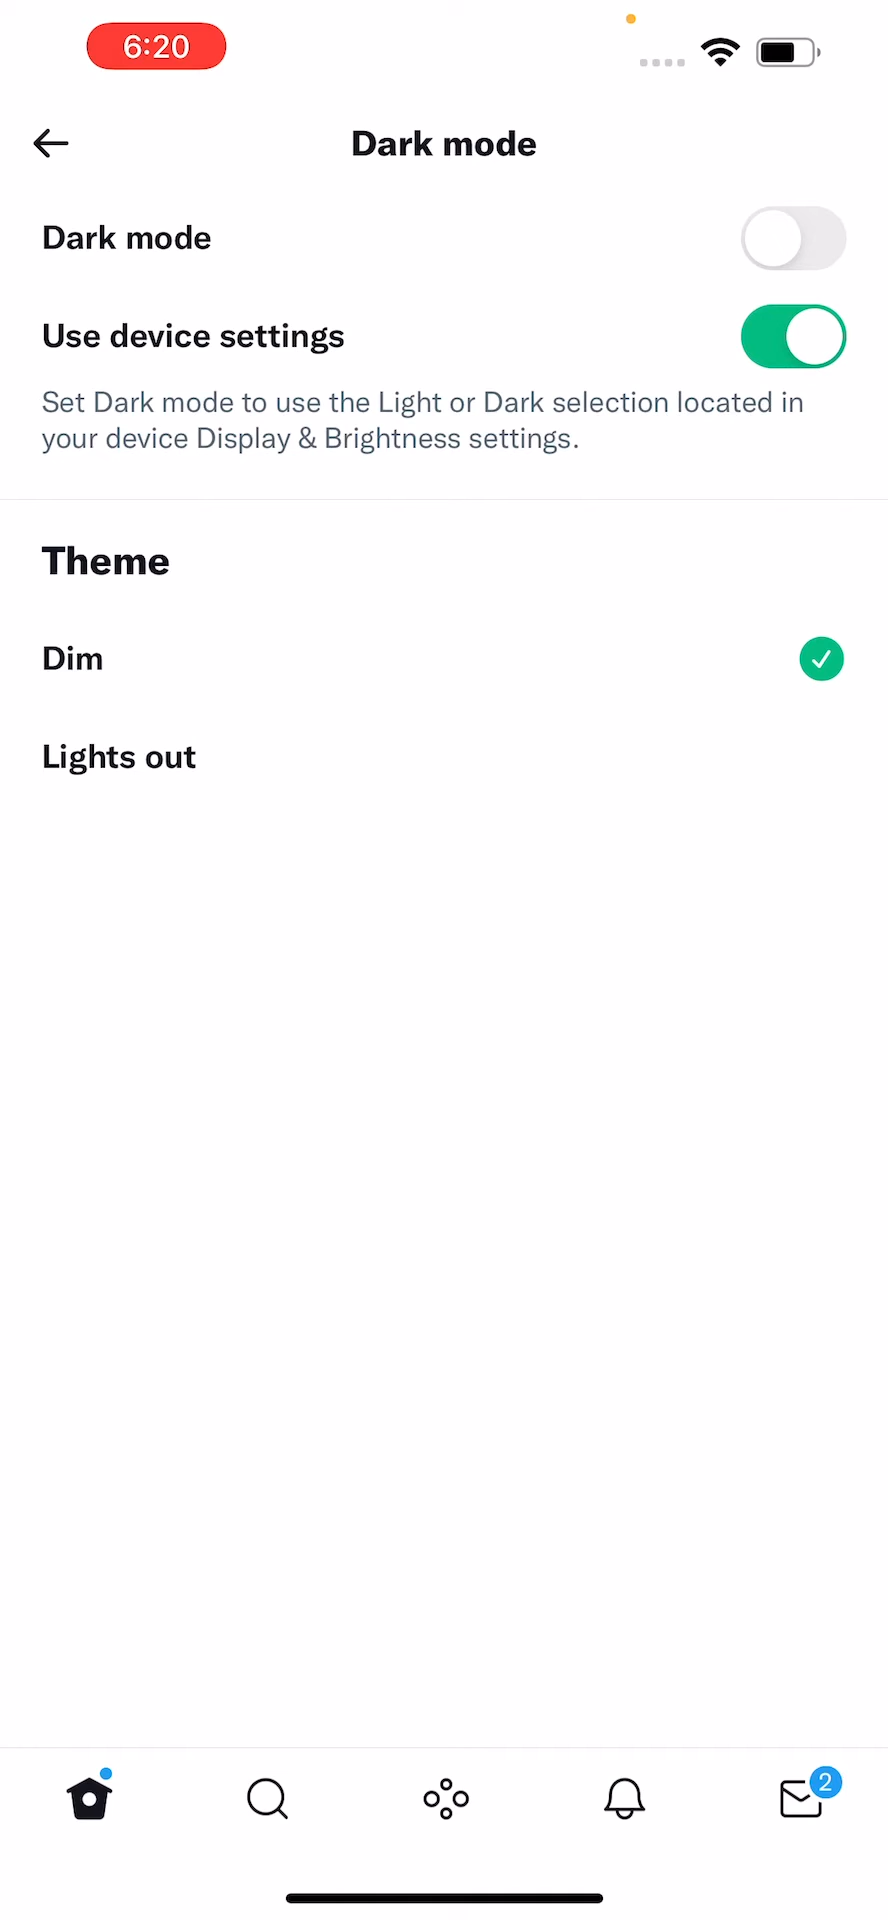 6:20
Dark mode
Dark mode
Use device settings
Set Dark mode to use the Light or Dark selection located in
your device Display & Brightness settings.
Theme
Dim
Lights out
2